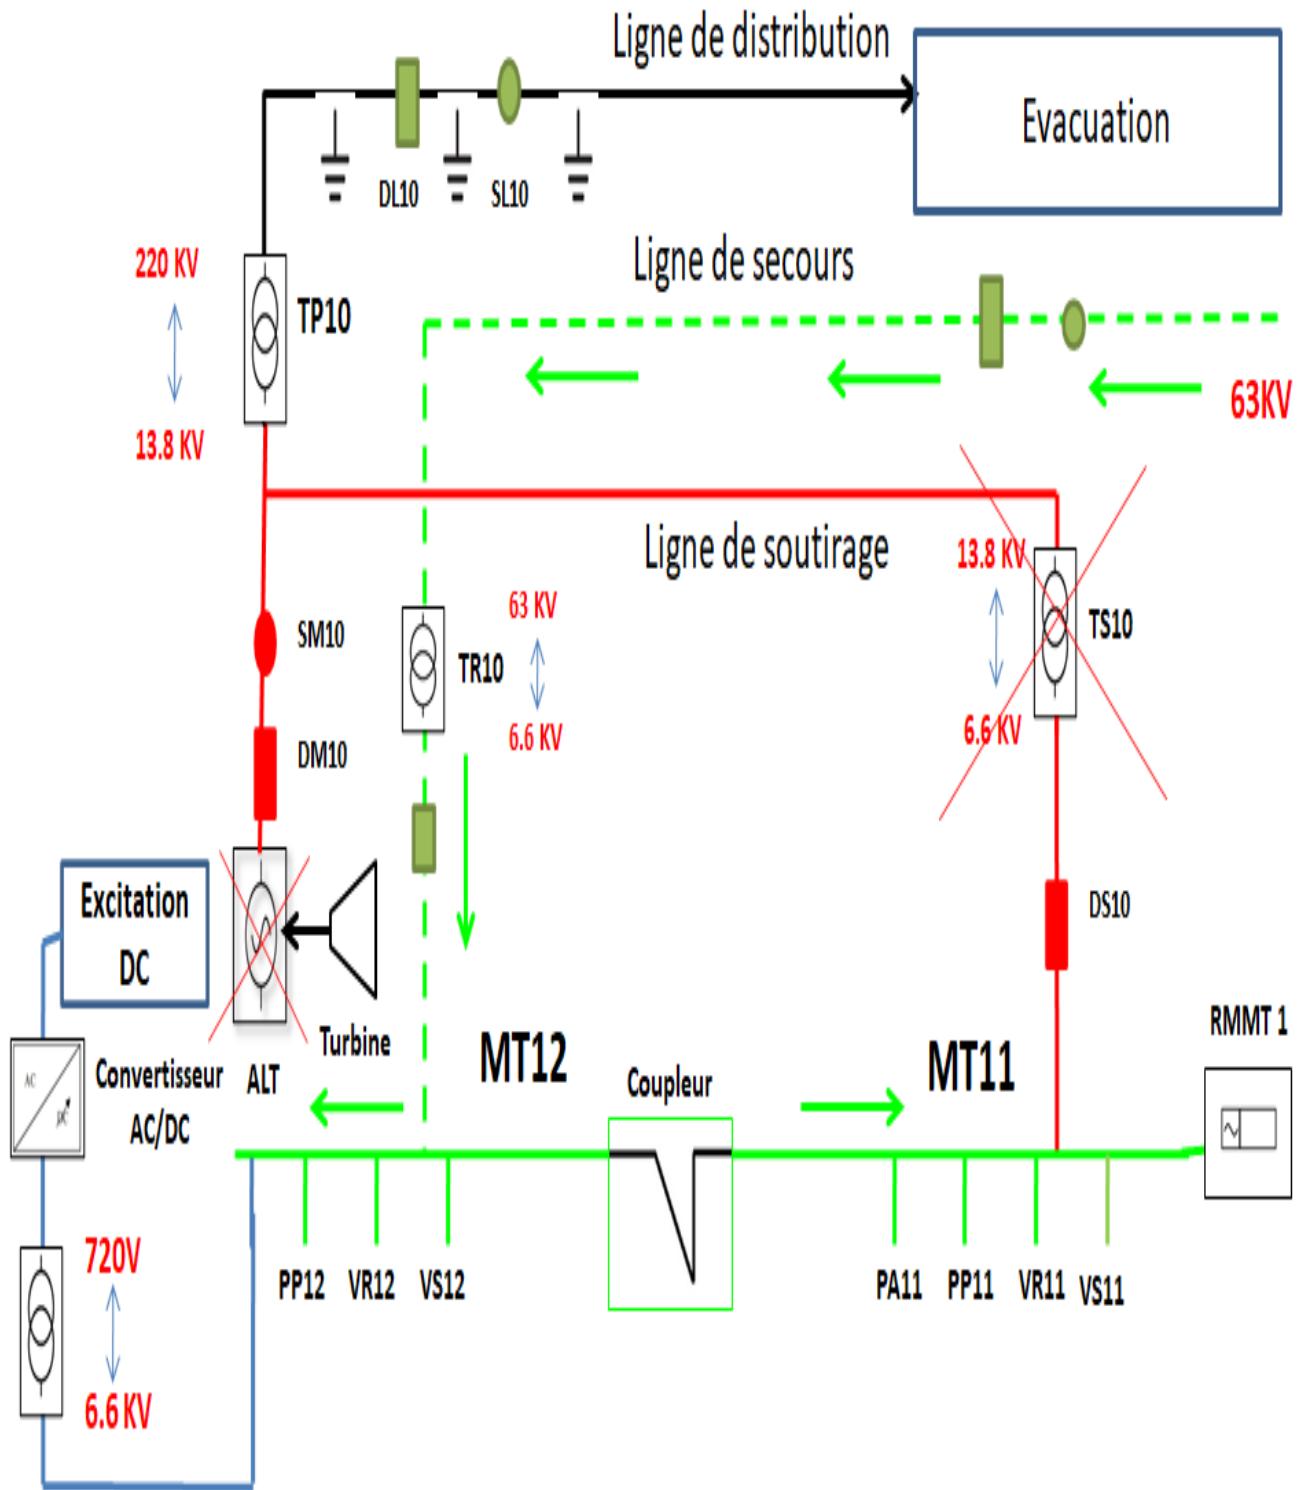 Ligne de distribution
Evacuation
DL10
SL10
Ligne de secours
220 KV
TP10
13.8 KV
63KV
Ligne de soutirage
13.8 KV
63 KV
SM10
TS10
TR10
6.6 KV
6.6 KV
DM10
Excitation
DC
DS10
RMMT 1
Turbine
MT12
MT11
Coupleur
Convertisseur
AC/DC
ALT
AC
DC
720V
PP12
VR12
VS12
PA11
PP11
VR11
VS11
6.6 KV